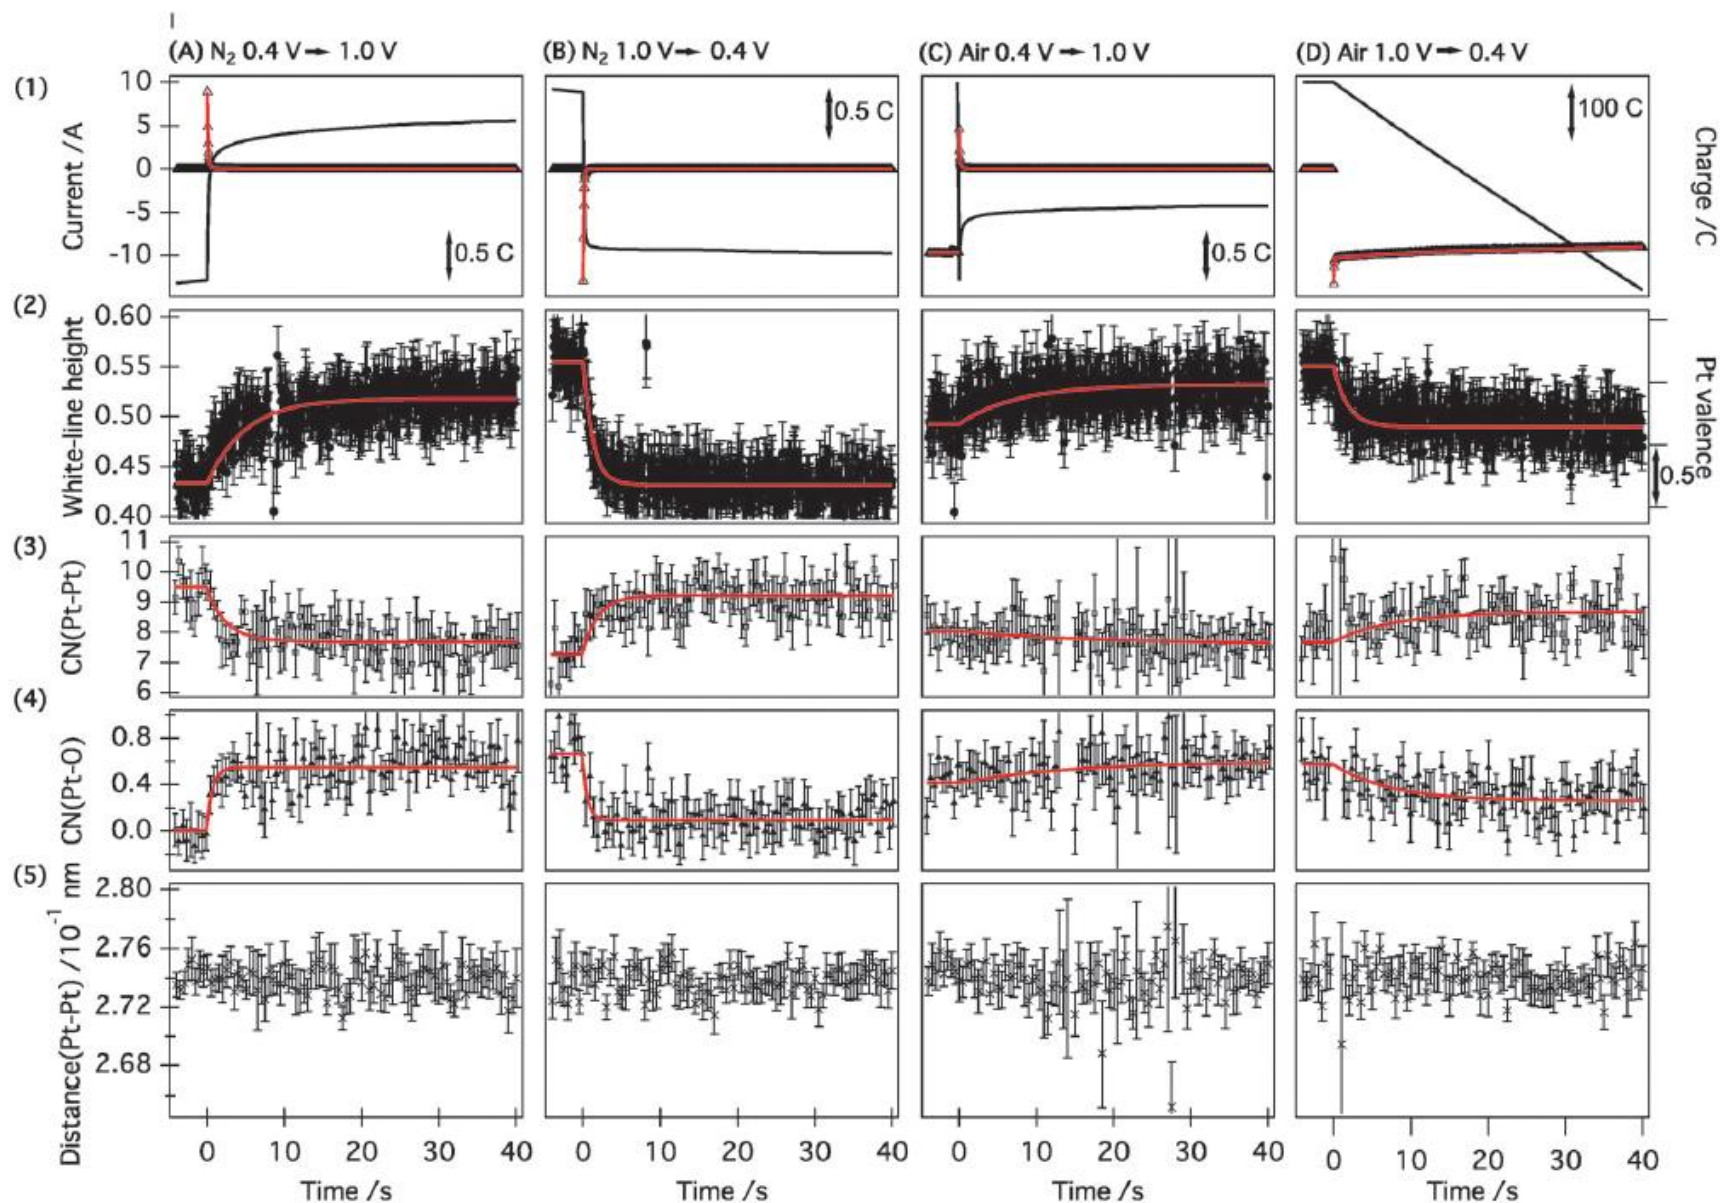 (A) N₂ 0.4 V → 1.0 V
(B) N₂ 1.0 V → 0.4 V
(C) Air 0.4 V → 1.0 V
(D) Air 1.0 V → 0.4 V
(1)
Current /A
10
5
0
-5
-10
0.5 C
0.5 C
0.5 C
100 C
Charge /C
(2)
White-line height
0.60
0.55
0.50
0.45
0.40
Pt valence
0.5
(3)
CN(Pt-Pt)
11
10
9
8
7
6
(4)
CN(Pt-O)
0.8
0.4
0.0
(5)
Distance(Pt-Pt) /10⁻¹ nm
2.80
2.76
2.72
2.68
0 10 20 30 40
0 10 20 30 40
0 10 20 30 40
0 10 20 30 40
Time /s
Time /s
Time /s
Time /s